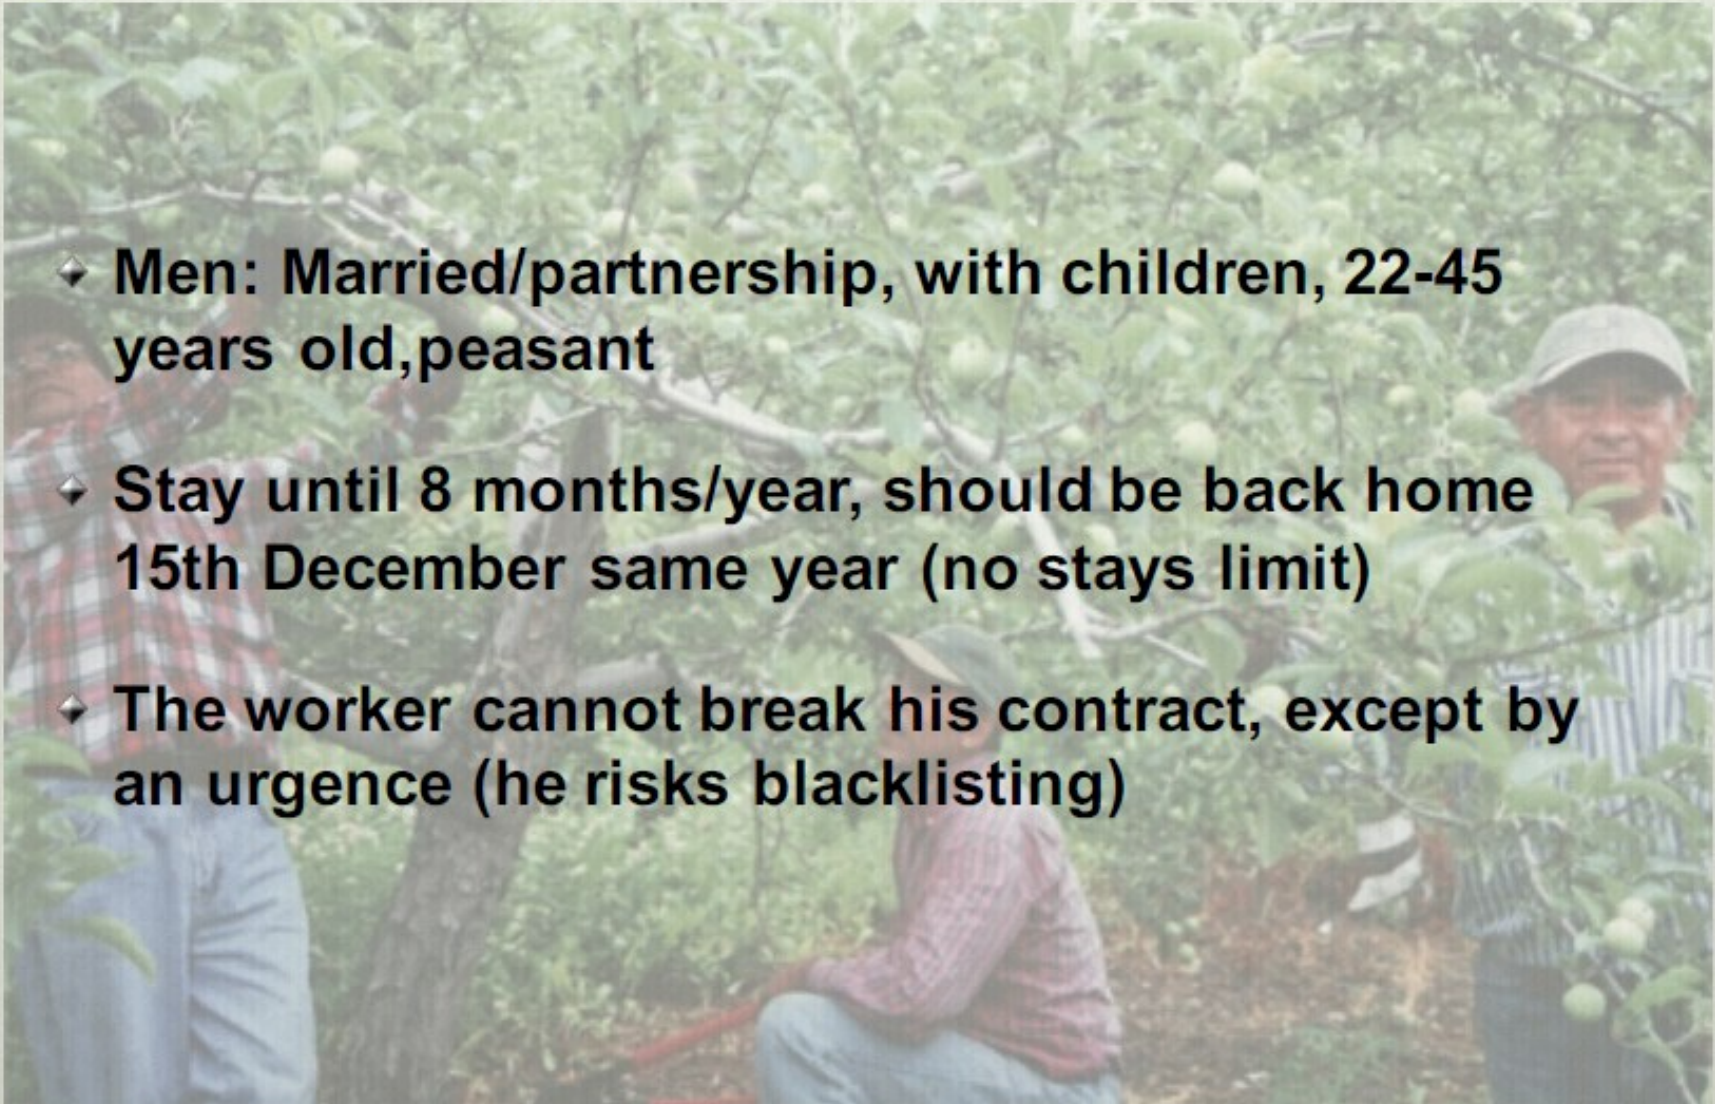 Men: Married/partnership, with children, 22-45
years old,peasant
Stay until 8 months/year, should be back home
15th December same year (no stays limit)
The worker cannot break his contract, except by
an urgence (he risks blacklisting)